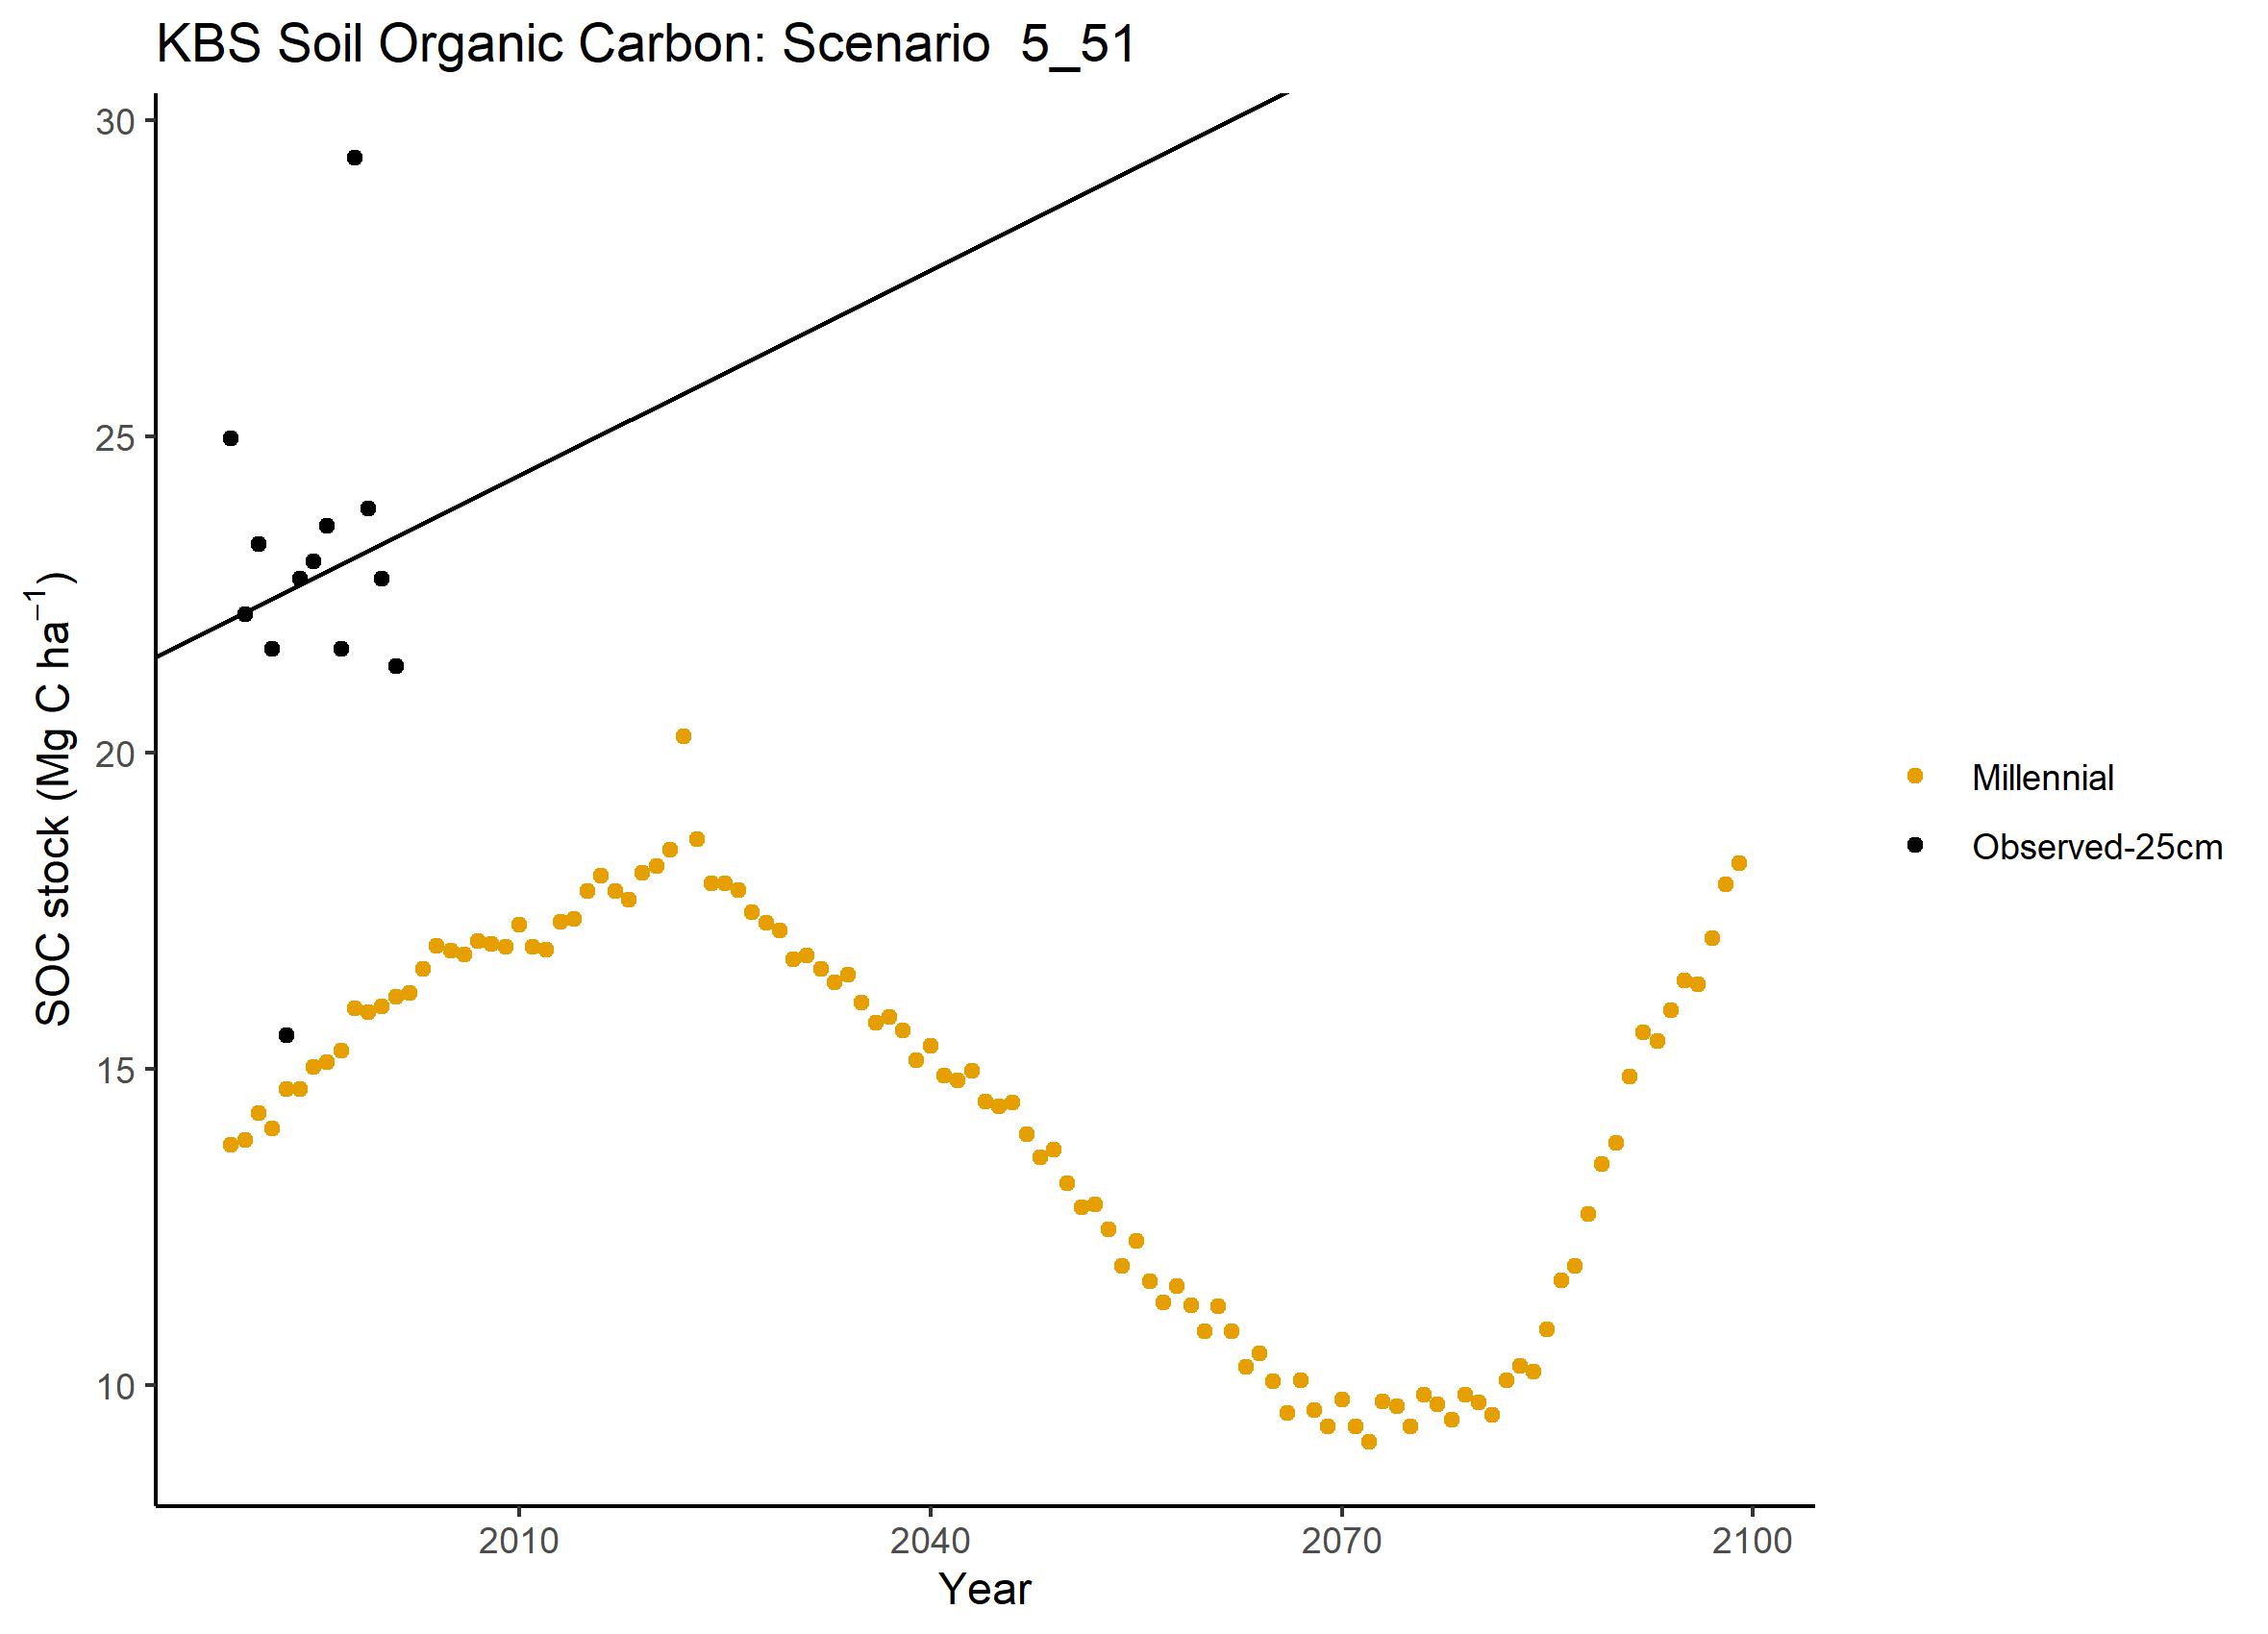 KBS Soil Organic Carbon: Scenario  5_51
SOC stock (Mg C ha⁻¹)
30
25
20
15
10
2010 2040 2070 2100
Year
Millennial
Observed-25cm